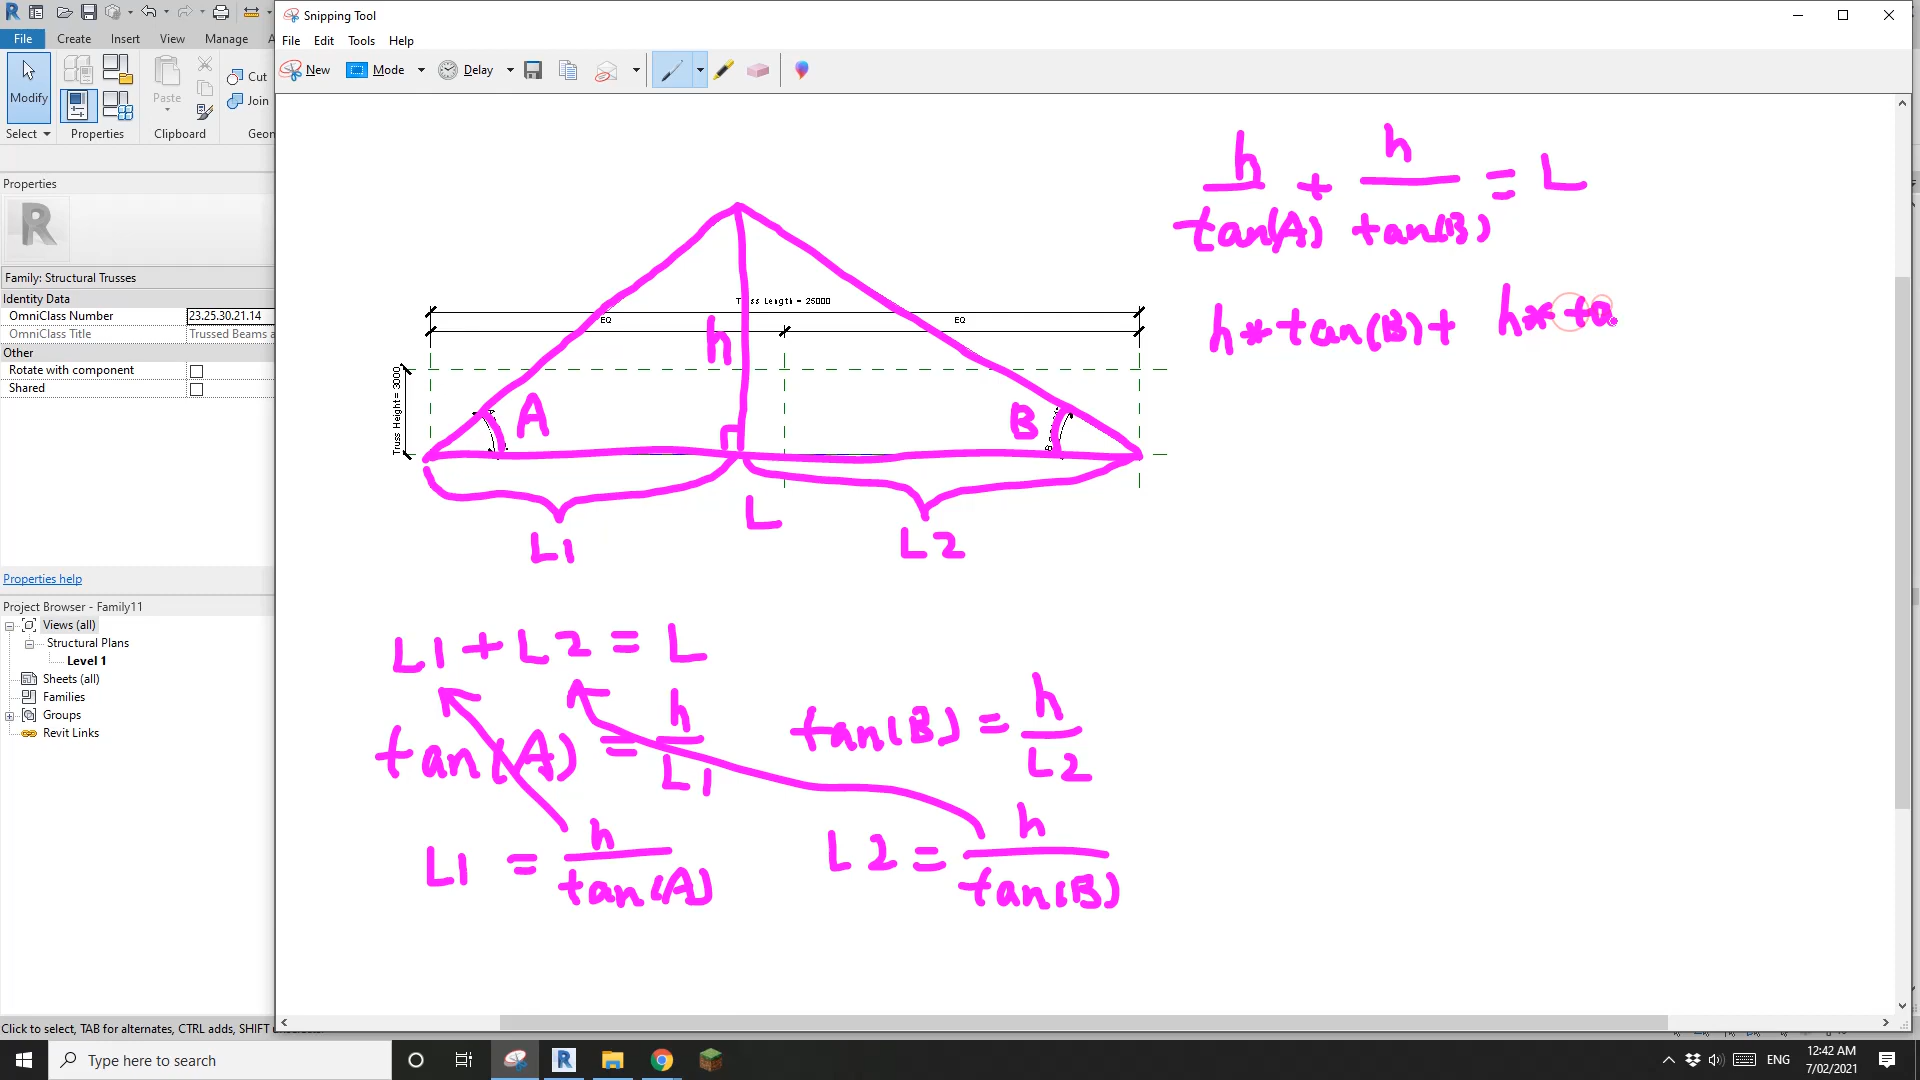 Snipping Tool
File Edit Tools Help
New Mode Delay
File Create Insert View Manage
Modify
Paste
Cut
Join
Select Properties Clipboard
Properties
R
Family: Structural Trusses
Identity Data
OmniClass Number 23.25.30.21.14
OmniClass Title Trussed Beams a
Other
Rotate with component
Shared
Properties help
Project Browser - Family11
Views (all)
Structural Plans
Level 1
Sheets (all)
Families
Groups
Revit Links
Click to select, TAB for alternates, CTRL adds, SHIFT
Truss Length = 25000
EQ EQ
Truss Height = 3000
h
A B
L
L1 L2
L1 + L2 = L
tan(A) = h/L1
tan(B) = h/L2
L1 = h/tan(A)
L2 = h/tan(B)
h/tan(A) + h/tan(B) = L
h*tan(B) + h*ta
Type here to search
ENG
12:42 AM
7/02/2021